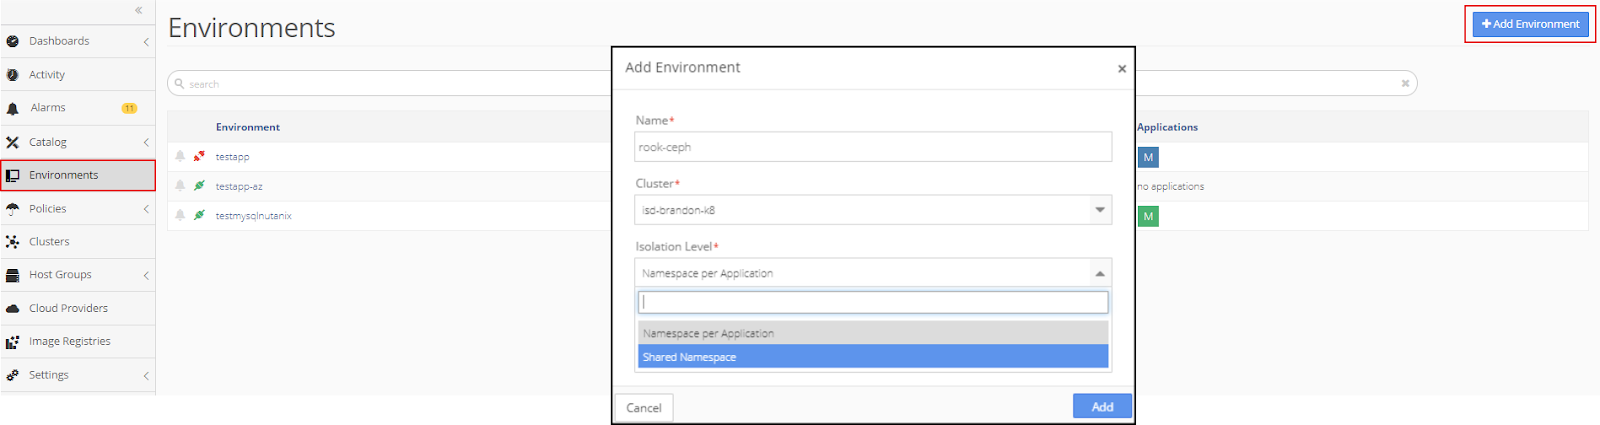 «
Dashboards
Activity
Alarms 11
Catalog
Environments
Policies
Clusters
Host Groups
Cloud Providers
Image Registries
Settings
Environments
+ Add Environment
search
Environment
Applications
testapp
M
testapp-az
no applications
testmysqlnutanix
M
Add Environment
×
Name*
rook-ceph
Cluster*
isd-brandon-k8
Isolation Level*
Namespace per Application
Namespace per Application
Shared Namespace
Cancel
Add